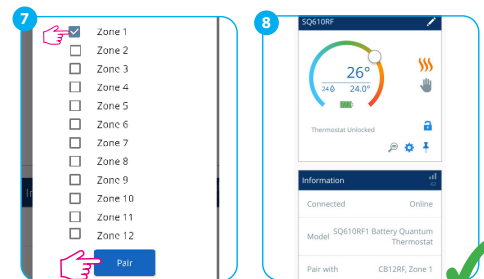 7
Zone 1
Zone 2
Zone 3
Zone 4
Zone 5
Zone 6
Zone 7
Zone 8
Zone 9
Zone 10
Zone 11
Zone 12
Pair
8
SQ610RF
26°
24 24.0°
Thermostat Unlocked
Information
Connected Online
Model SQ610RF1 Battery Quantum
Thermostat
Pair with CB12RF, Zone 1